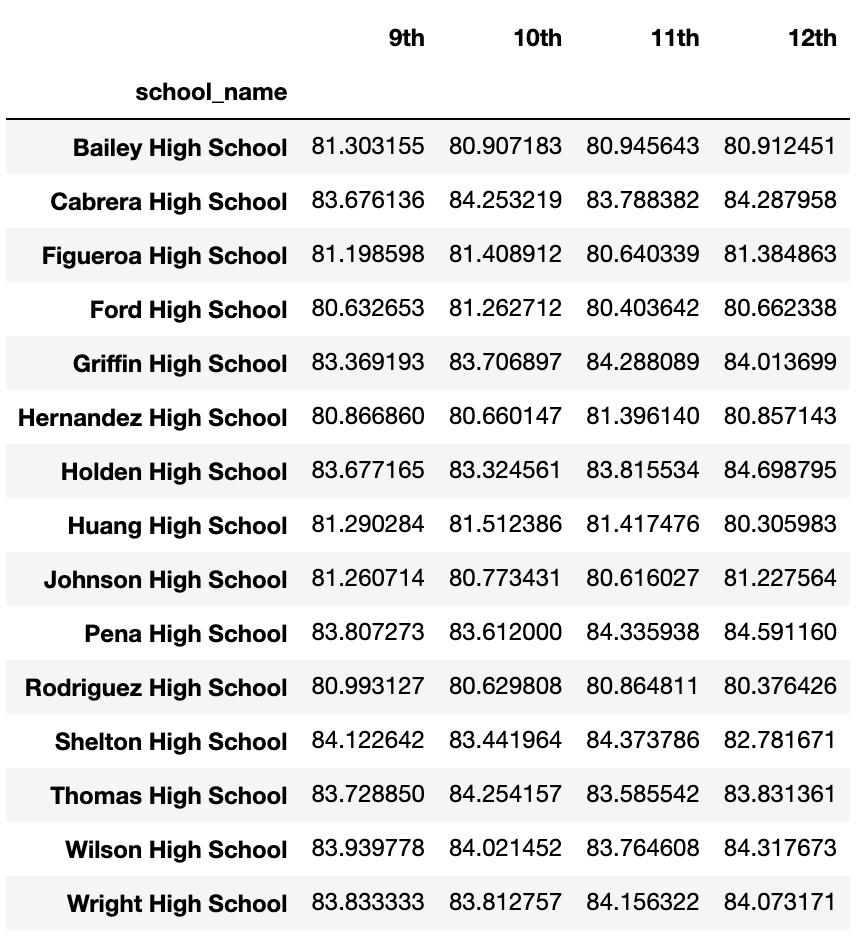 9th 10th 11th 12th
school_name
Bailey High School 81.303155 80.907183 80.945643 80.912451
Cabrera High School 83.676136 84.253219 83.788382 84.287958
Figueroa High School 81.198598 81.408912 80.640339 81.384863
Ford High School 80.632653 81.262712 80.403642 80.662338
Griffin High School 83.369193 83.706897 84.288089 84.013699
Hernandez High School 80.866860 80.660147 81.396140 80.857143
Holden High School 83.677165 83.324561 83.815534 84.698795
Huang High School 81.290284 81.512386 81.417476 80.305983
Johnson High School 81.260714 80.773431 80.616027 81.227564
Pena High School 83.807273 83.612000 84.335938 84.591160
Rodriguez High School 80.993127 80.629808 80.864811 80.376426
Shelton High School 84.122642 83.441964 84.373786 82.781671
Thomas High School 83.728850 84.254157 83.585542 83.831361
Wilson High School 83.939778 84.021452 83.764608 84.317673
Wright High School 83.833333 83.812757 84.156322 84.073171